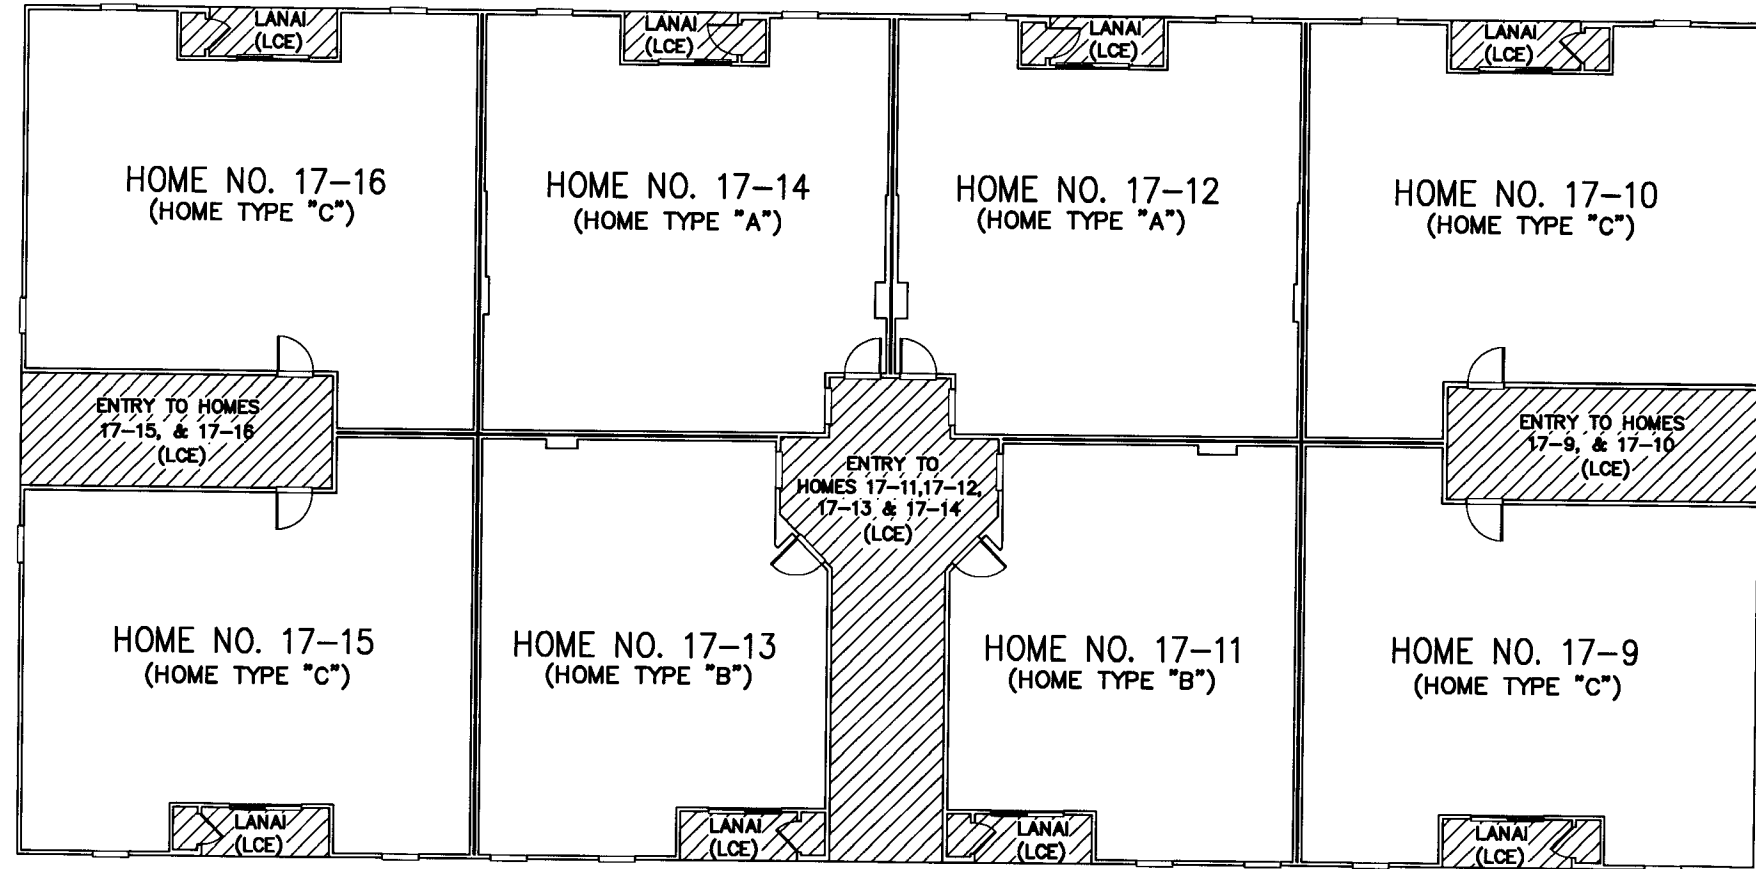 LANAI
(LCE)
LANAI
(LCE)
LANAI
(LCE)
LANAI
(LCE)
HOME NO. 17-16
(HOME TYPE "C")
HOME NO. 17-14
(HOME TYPE "A")
HOME NO. 17-12
(HOME TYPE "A")
HOME NO. 17-10
(HOME TYPE "C")
ENTRY TO HOMES
17-15, & 17-16
(LCE)
ENTRY TO
HOMES 17-11,17-12,
17-13 & 17-14
(LCE)
ENTRY TO HOMES
17-9, & 17-10
(LCE)
HOME NO. 17-15
(HOME TYPE "C")
HOME NO. 17-13
(HOME TYPE "B")
HOME NO. 17-11
(HOME TYPE "B")
HOME NO. 17-9
(HOME TYPE "C")
LANAI
(LCE)
LANAI
(LCE)
LANAI
(LCE)
LANAI
(LCE)